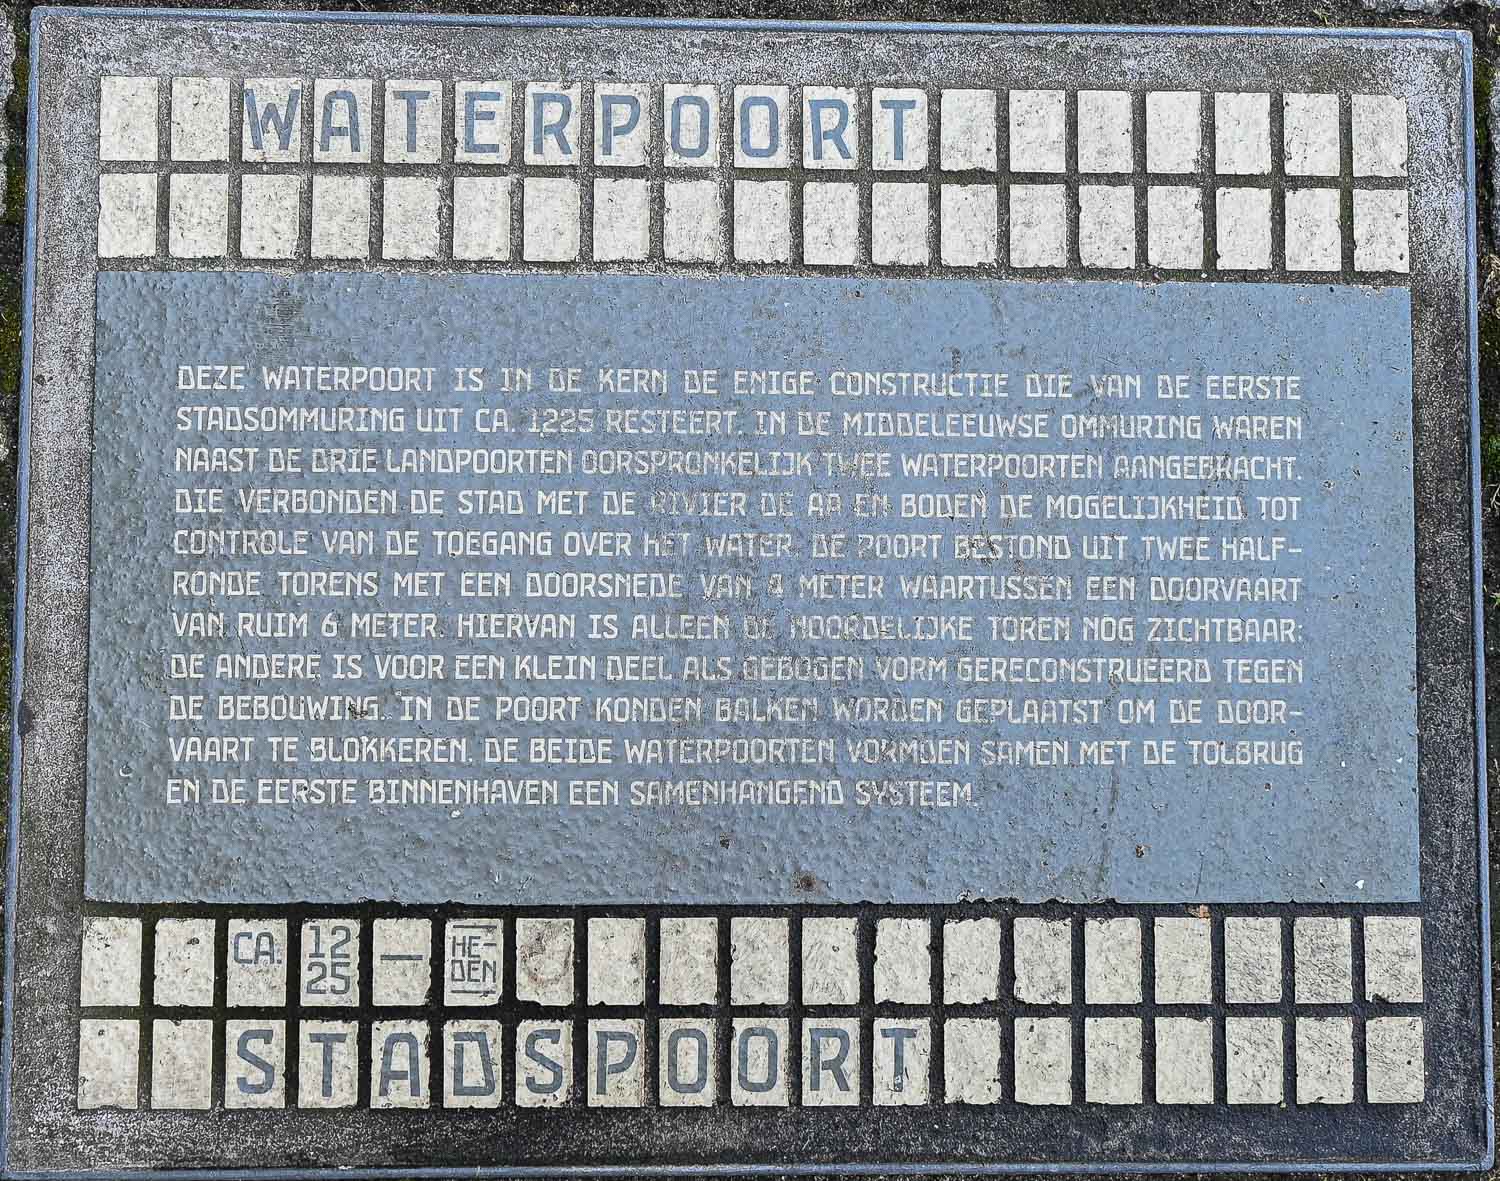 WATERPOORT
DEZE WATERPOORT IS IN DE KERN DE ENIGE CONSTRUCTIE DIE VAN DE EERSTE
STADSOMMURING UIT CA. 1225 RESTEERT. IN DE MIDDELEEUWSE OMMURING WAREN
NAAST DE DRIE LANDPOORTEN OORSPRONKELIJK TWEE WATERPOORTEN AANGEBRACHT.
DIE VERBONDEN DE STAD MET DE RIVIER DE AA EN BODEN DE MOGELIJKHEID TOT
CONTROLE VAN DE TOEGANG OVER HET WATER. DE POORT BESTOND UIT TWEE HALF-
RONDE TORENS MET EEN DOORSNEDE VAN 4 METER WAARTUSSEN EEN DOORVAART
VAN RUIM 6 METER. HIERVAN IS ALLEEN DE NOORDELIJKE TOREN NOG ZICHTBAAR;
DE ANDERE IS VOOR EEN KLEIN DEEL ALS GEBOGEN VORM GERECONSTRUEERD TEGEN
DE BEBOUWING. IN DE POORT KONDEN BALKEN WORDEN GEPLAATST OM DE DOOR-
VAART TE BLOKKEREN. DE BEIDE WATERPOORTEN VORMDEN SAMEN MET DE TOLBRUG
EN DE EERSTE BINNENHAVEN EEN SAMENHANGEND SYSTEEM.
CA. 1225 — HE-DEN
STADSPOORT